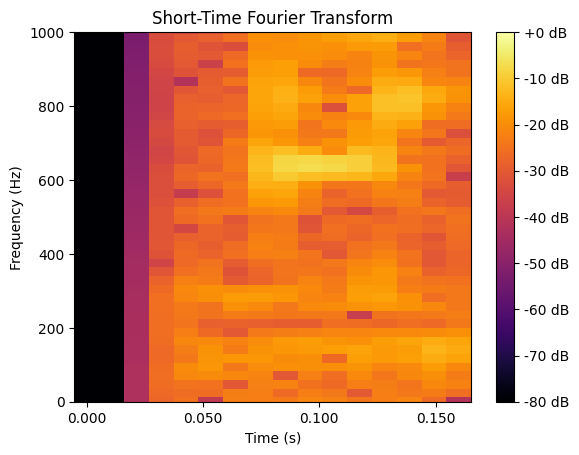 Short-Time Fourier Transform
1000
800
600
400
200
0
Frequency (Hz)
0.000
0.050
0.100
0.150
Time (s)
+0 dB
-10 dB
-20 dB
-30 dB
-40 dB
-50 dB
-60 dB
-70 dB
-80 dB